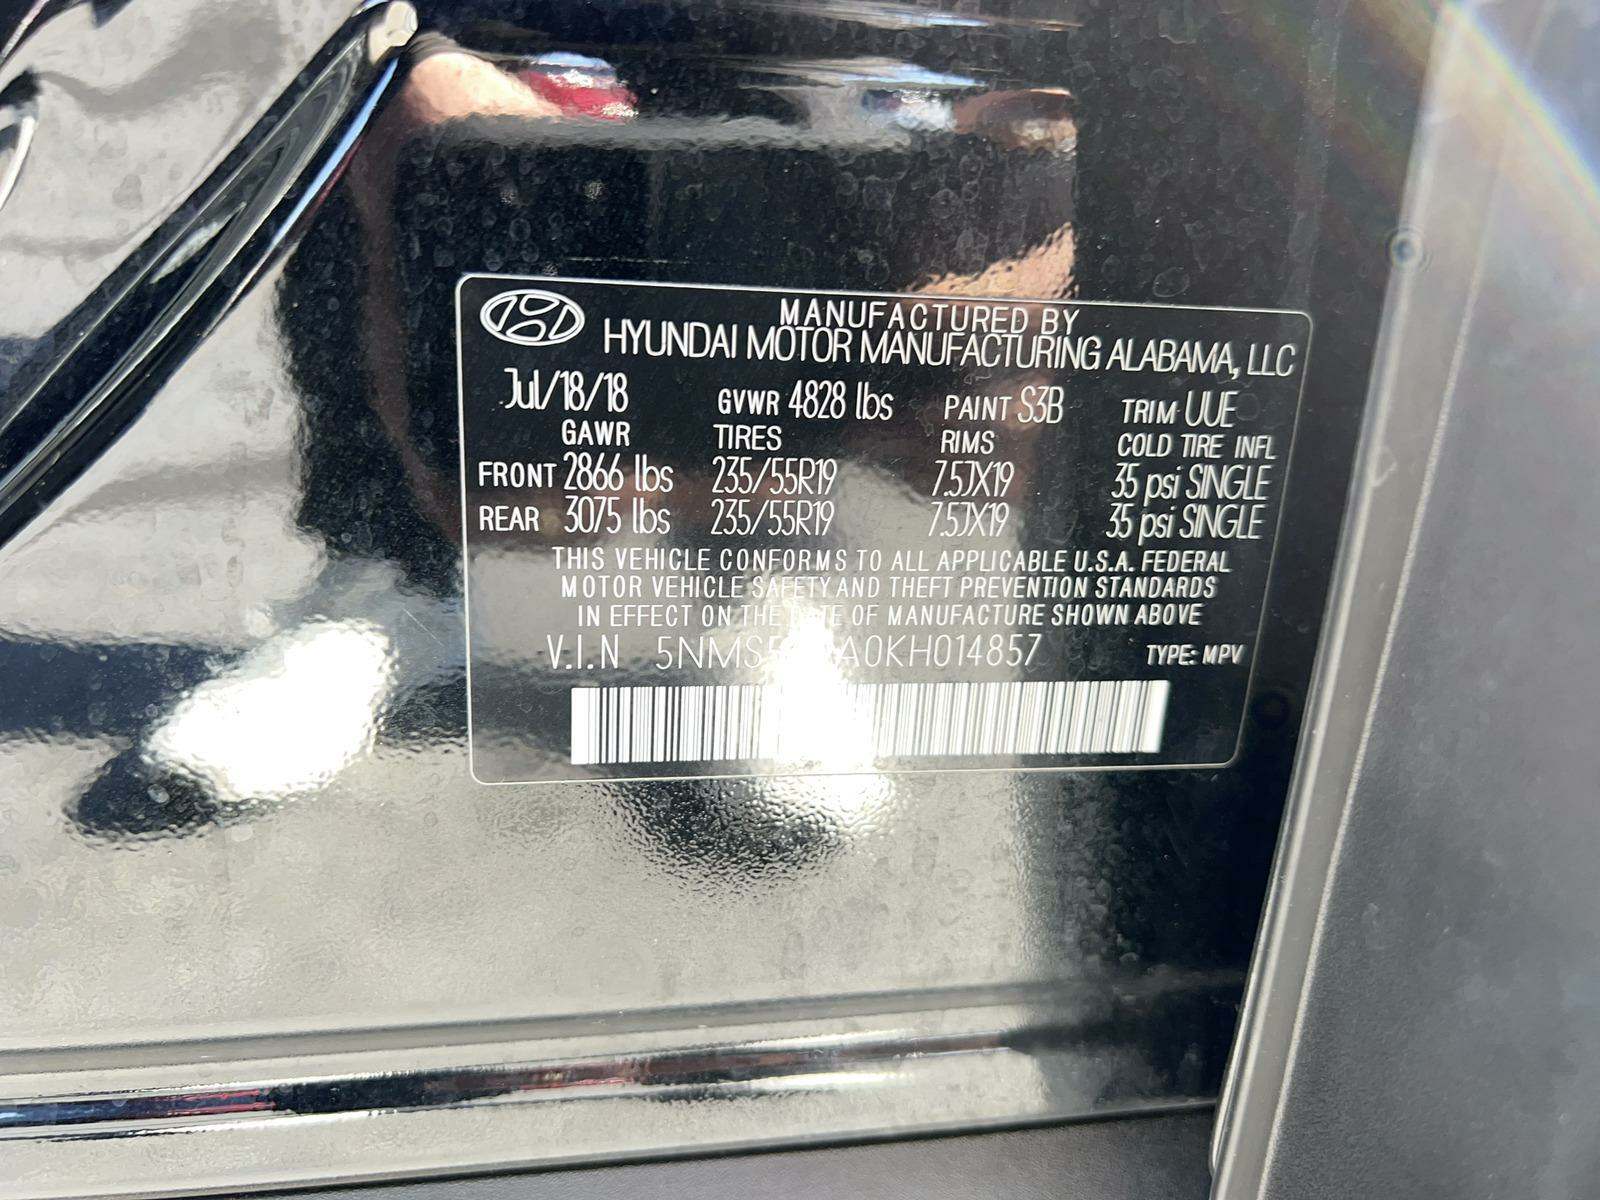 MANUFACTURED BY
HYUNDAI MOTOR MANUFACTURING ALABAMA, LLC
Jul/18/18 GVWR 4828 lbs PAINT S3B TRIM UUE
GAWR TIRES RIMS COLD TIRE INFL
FRONT 2866 lbs 235/55R19 7.5JX19 35 psi SINGLE
REAR 3075 lbs 235/55R19 7.5JX19 35 psi SINGLE
THIS VEHICLE CONFORMS TO ALL APPLICABLE U.S.A. FEDERAL
MOTOR VEHICLE SAFETY AND THEFT PREVENTION STANDARDS
IN EFFECT ON THE DATE OF MANUFACTURE SHOWN ABOVE
V.I.N TYPE: MPV